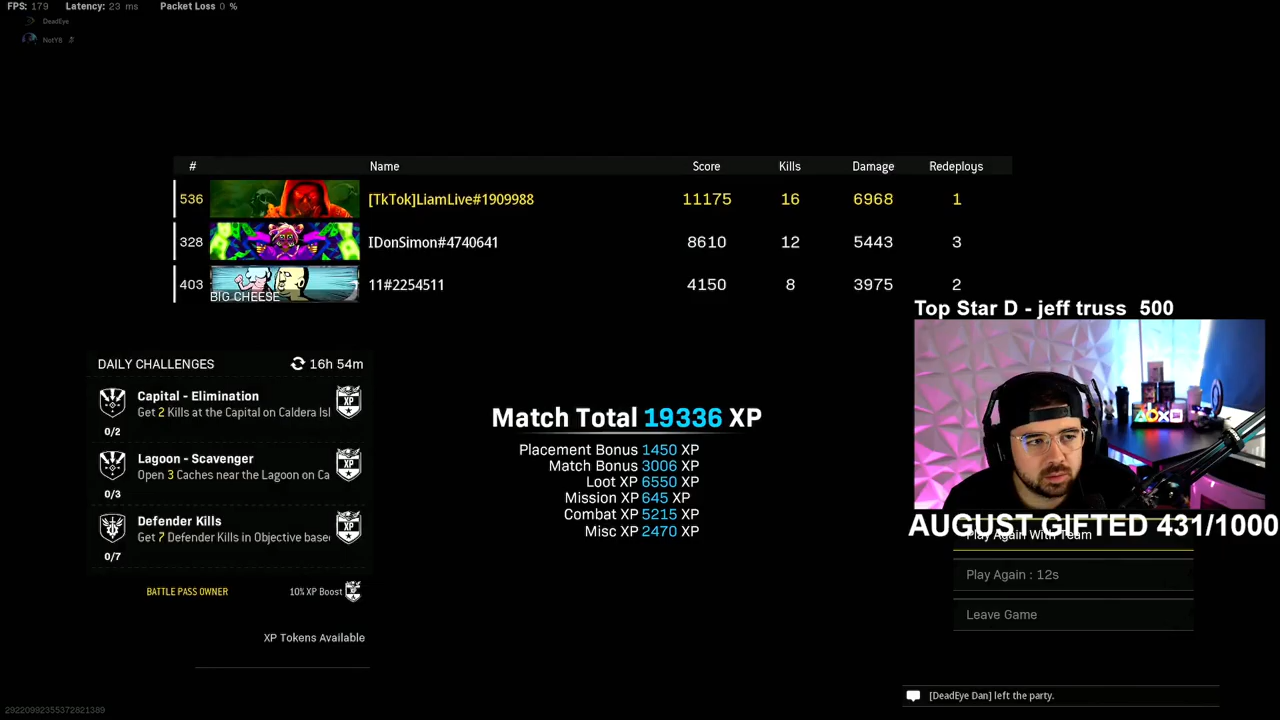 FPS: 179 Latency: 23 ms Packet Loss 0 %
DeadEye
NotYB
# Name Score Kills Damage Redeploys
536 [TkTok]LiamLive#1909988 11175 16 6968 1
328 IDonSimon#4740641 8610 12 5443 3
403 BIG CHEESE 11#2254511 4150 8 3975 2
Top Star D - jeff truss 500
DAILY CHALLENGES 16h 54m
Capital - Elimination
Get 2 Kills at the Capital on Caldera Isl
0/2
XP
Lagoon - Scavenger
Open 3 Caches near the Lagoon on Ca
0/3
XP
Defender Kills
Get 7 Defender Kills in Objective base
0/7
XP
BATTLE PASS OWNER 10% XP Boost
XP Tokens Available
Match Total 19336 XP
Placement Bonus 1450 XP
Match Bonus 3006 XP
Loot XP 6550 XP
Mission XP 645 XP
Combat XP 5215 XP
Misc XP 2470 XP
AUGUST GIFTED 431/1000
Play Again With Team
Play Again : 12s
Leave Game
[DeadEye Dan] left the party.
29220992355372821389